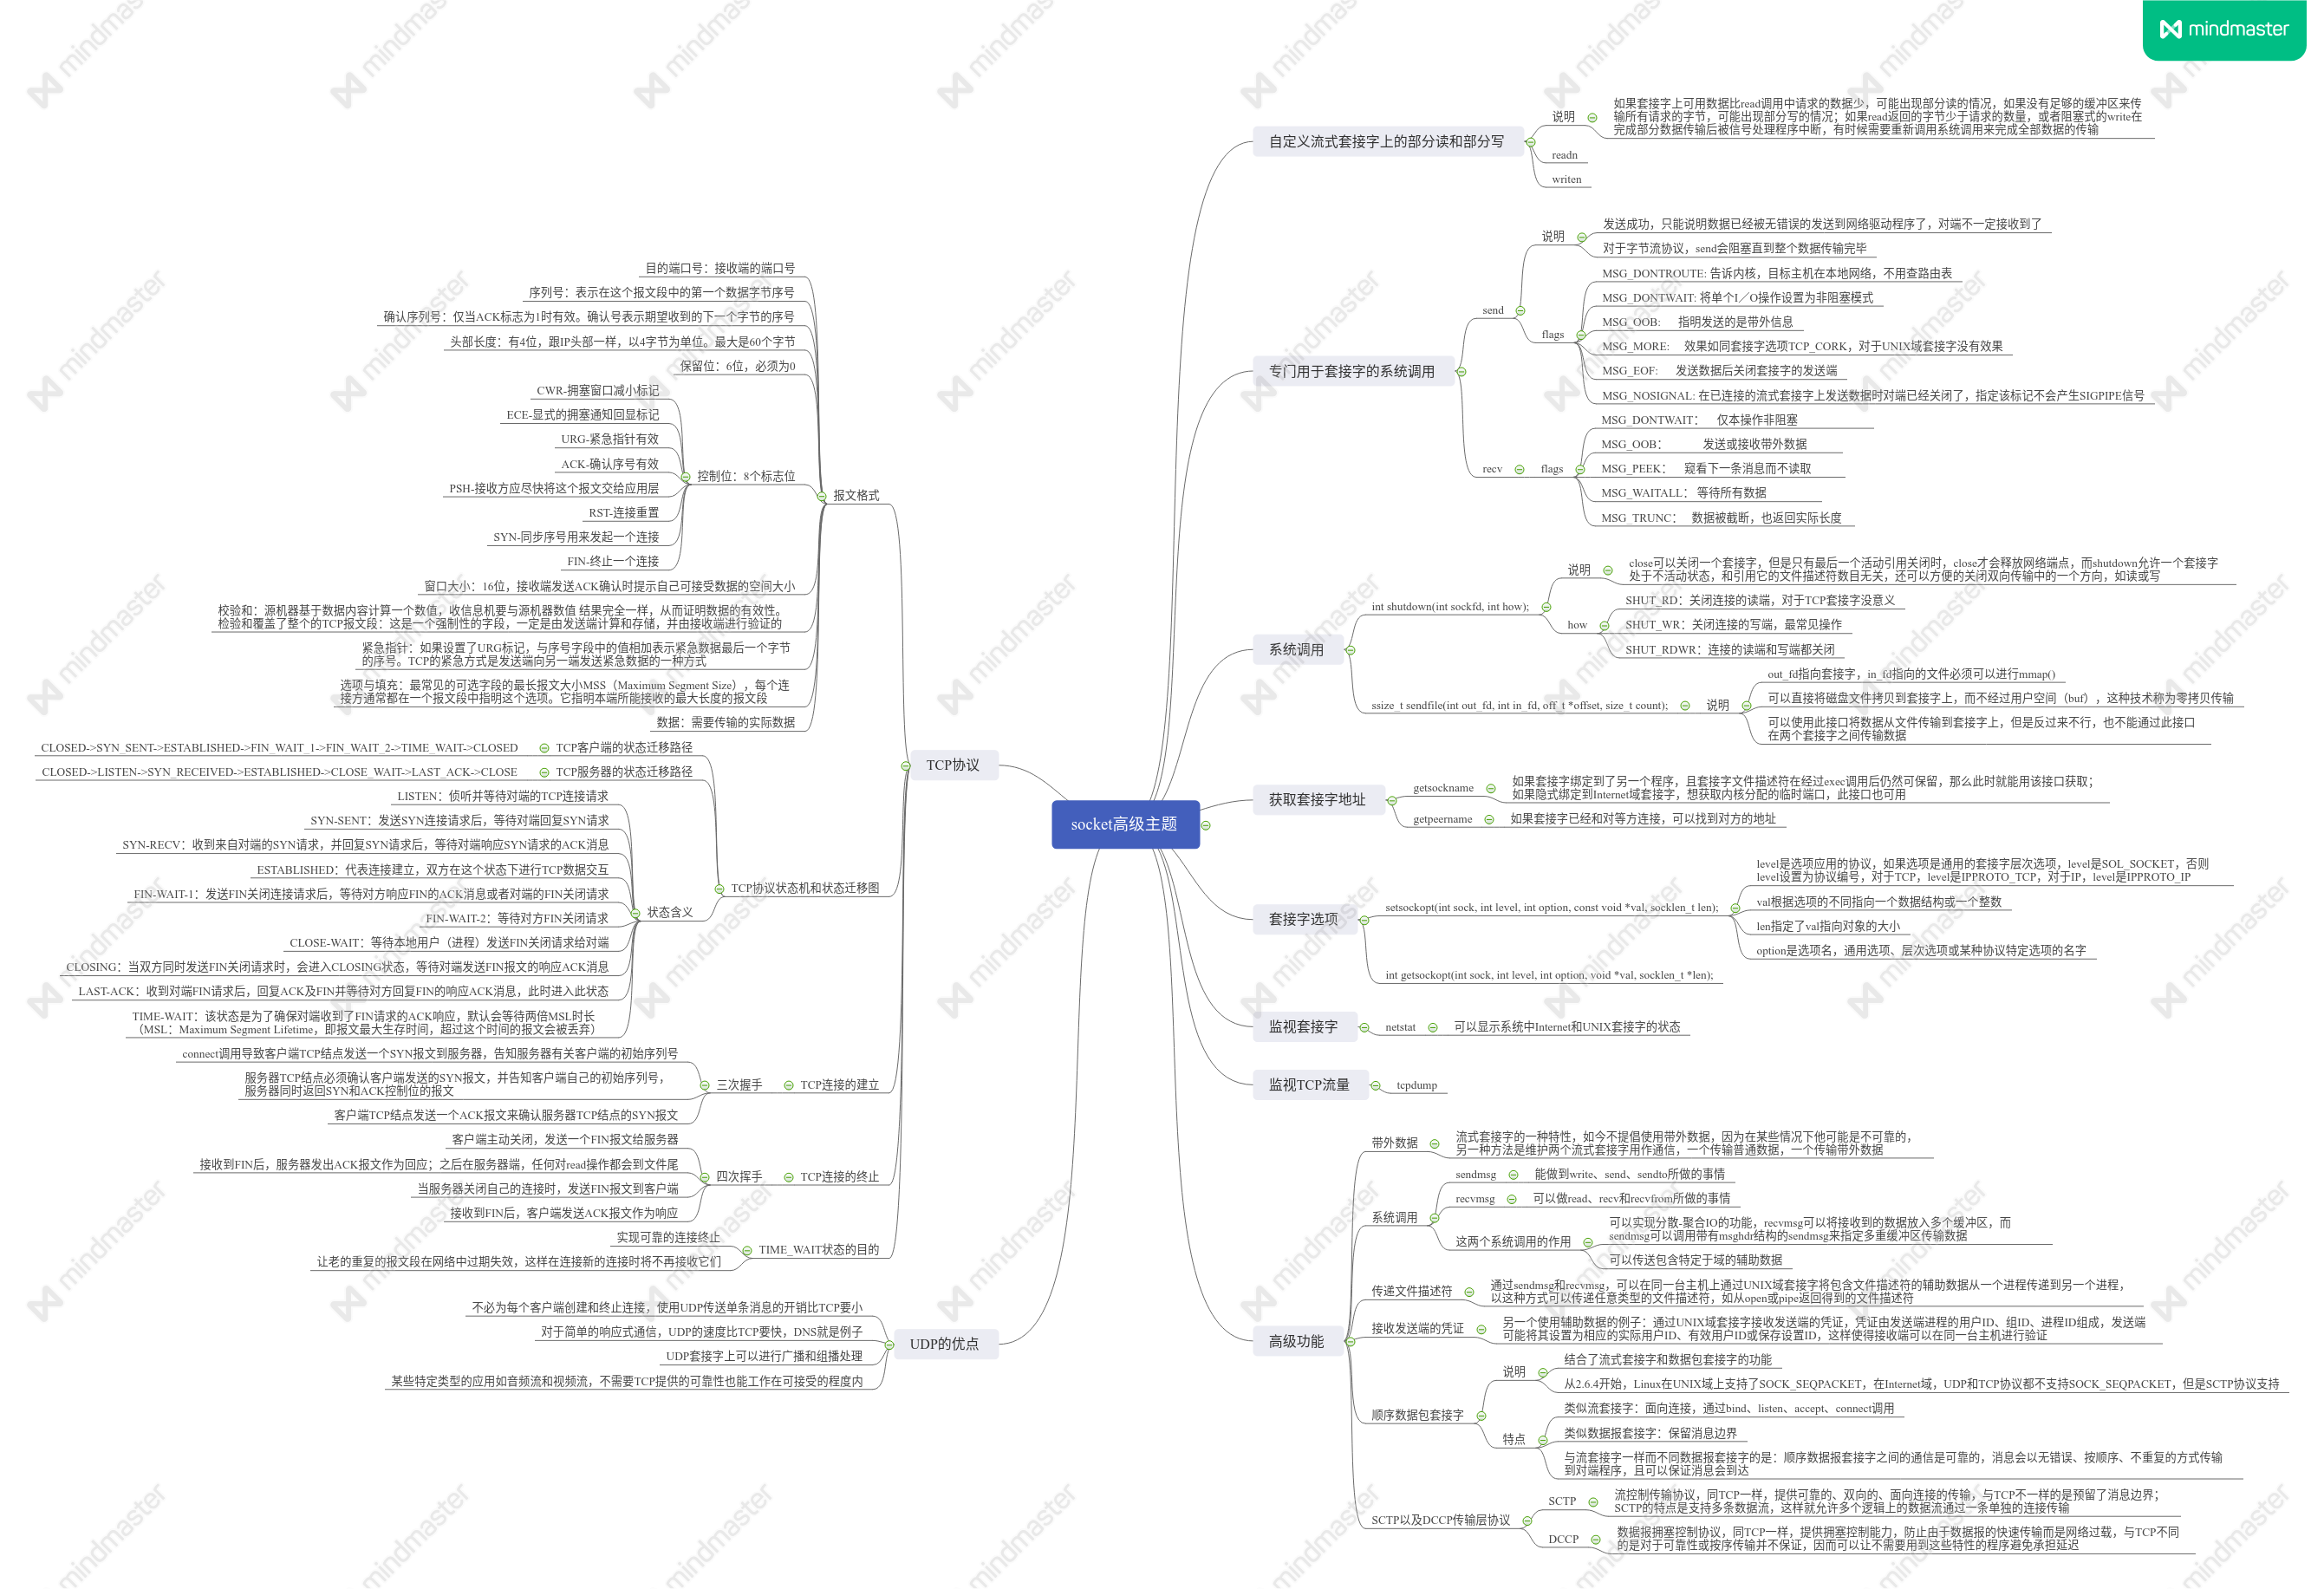 mindmaster
socket高级主题
自定义流式套接字上的部分读和部分写
说明
如果套接字上可用数据比read调用中请求的数据少，可能出现部分读的情况，如果没有足够的缓冲区来传
输所有请求的字节，可能出现部分写的情况；如果read返回的字节少于请求的数量，或者阻塞式的write在
完成部分数据传输后被信号处理程序中断，有时候需要重新调用系统调用来完成全部数据的传输
readn
writen
专门用于套接字的系统调用
send
说明
发送成功，只能说明数据已经被无错误的发送到网络驱动程序了，对端不一定接收到了
对于字节流协议，send会阻塞直到整个数据传输完毕
flags
MSG_DONTROUTE: 告诉内核，目标主机在本地网络，不用查路由表
MSG_DONTWAIT: 将单个I／O操作设置为非阻塞模式
MSG_OOB: 指明发送的是带外信息
MSG_MORE: 效果如同套接字选项TCP_CORK，对于UNIX域套接字没有效果
MSG_EOF: 发送数据后关闭套接字的发送端
MSG_NOSIGNAL: 在已连接的流式套接字上发送数据时对端已经关闭了，指定该标记不会产生SIGPIPE信号
recv
flags
MSG_DONTWAIT： 仅本操作非阻塞
MSG_OOB： 发送或接收带外数据
MSG_PEEK： 窥看下一条消息而不读取
MSG_WAITALL： 等待所有数据
MSG_TRUNC： 数据被截断，也返回实际长度
系统调用
int shutdown(int sockfd, int how);
说明
close可以关闭一个套接字，但是只有最后一个活动引用关闭时，close才会释放网络端点，而shutdown允许一个套接字
处于不活动状态，和引用它的文件描述符数目无关，还可以方便的关闭双向传输中的一个方向，如读或写
how
SHUT_RD：关闭连接的读端，对于TCP套接字没意义
SHUT_WR：关闭连接的写端，最常见操作
SHUT_RDWR：连接的读端和写端都关闭
ssize_t sendfile(int out_fd, int in_fd, off_t *offset, size_t count);
说明
out_fd指向套接字，in_fd指向的文件必须可以进行mmap()
可以直接将磁盘文件拷贝到套接字上，而不经过用户空间（buf），这种技术称为零拷贝传输
可以使用此接口将数据从文件传输到套接字上，但是反过来不行，也不能通过此接口
在两个套接字之间传输数据
获取套接字地址
getsockname
如果套接字绑定到了另一个程序，且套接字文件描述符在经过exec调用后仍然可保留，那么此时就能用该接口获取；
如果隐式绑定到Internet域套接字，想获取内核分配的临时端口，此接口也可用
getpeername
如果套接字已经和对等方连接，可以找到对方的地址
套接字选项
setsockopt(int sock, int level, int option, const void *val, socklen_t len);
level是选项应用的协议，如果选项是通用的套接字层次选项，level是SOL_SOCKET，否则
level设置为协议编号，对于TCP，level是IPPROTO_TCP，对于IP，level是IPPROTO_IP
val根据选项的不同指向一个数据结构或一个整数
len指定了val指向对象的大小
option是选项名，通用选项、层次选项或某种协议特定选项的名字
int getsockopt(int sock, int level, int option, void *val, socklen_t *len);
监视套接字
netstat
可以显示系统中Internet和UNIX套接字的状态
监视TCP流量
tcpdump
高级功能
带外数据
流式套接字的一种特性，如今不提倡使用带外数据，因为在某些情况下他可能是不可靠的，
另一种方法是维护两个流式套接字用作通信，一个传输普通数据，一个传输带外数据
系统调用
sendmsg
能做到write、send、sendto所做的事情
recvmsg
可以做read、recv和recvfrom所做的事情
这两个系统调用的作用
可以实现分散-聚合IO的功能，recvmsg可以将接收到的数据放入多个缓冲区，而
sendmsg可以调用带有msghdr结构的sendmsg来指定多重缓冲区传输数据
可以传送包含特定于域的辅助数据
传递文件描述符
通过sendmsg和recvmsg，可以在同一台主机上通过UNIX域套接字将包含文件描述符的辅助数据从一个进程传递到另一个进程，
以这种方式可以传递任意类型的文件描述符，如从open或pipe返回得到的文件描述符
接收发送端的凭证
另一个使用辅助数据的例子：通过UNIX域套接字接收发送端的凭证，凭证由发送端进程的用户ID、组ID、进程ID组成，发送端
可能将其设置为相应的实际用户ID、有效用户ID或保存设置ID，这样使得接收端可以在同一台主机进行验证
顺序数据包套接字
说明
结合了流式套接字和数据包套接字的功能
从2.6.4开始，Linux在UNIX域上支持了SOCK_SEQPACKET，在Internet域，UDP和TCP协议都不支持SOCK_SEQPACKET，但是SCTP协议支持
特点
类似流套接字：面向连接，通过bind、listen、accept、connect调用
类似数据报套接字：保留消息边界
与流套接字一样而不同数据报套接字的是：顺序数据报套接字之间的通信是可靠的，消息会以无错误、按顺序、不重复的方式传输
到对端程序，且可以保证消息会到达
SCTP以及DCCP传输层协议
SCTP
流控制传输协议，同TCP一样，提供可靠的、双向的、面向连接的传输，与TCP不一样的是预留了消息边界；
SCTP的特点是支持多条数据流，这样就允许多个逻辑上的数据流通过一条单独的连接传输
DCCP
数据报拥塞控制协议，同TCP一样，提供拥塞控制能力，防止由于数据报的快速传输而是网络过载，与TCP不同
的是对于可靠性或按序传输并不保证，因而可以让不需要用到这些特性的程序避免承担延迟
TCP协议
报文格式
目的端口号：接收端的端口号
序列号：表示在这个报文段中的第一个数据字节序号
确认序列号：仅当ACK标志为1时有效。确认号表示期望收到的下一个字节的序号
头部长度：有4位，跟IP头部一样，以4字节为单位。最大是60个字节
保留位：6位，必须为0
控制位：8个标志位
CWR-拥塞窗口减小标记
ECE-显式的拥塞通知回显标记
URG-紧急指针有效
ACK-确认序号有效
PSH-接收方应尽快将这个报文交给应用层
RST-连接重置
SYN-同步序号用来发起一个连接
FIN-终止一个连接
窗口大小：16位，接收端发送ACK确认时提示自己可接受数据的空间大小
校验和：源机器基于数据内容计算一个数值，收信息机要与源机器数值 结果完全一样，从而证明数据的有效性。
检验和覆盖了整个的TCP报文段：这是一个强制性的字段，一定是由发送端计算和存储，并由接收端进行验证的
紧急指针：如果设置了URG标记，与序号字段中的值相加表示紧急数据最后一个字节
的序号。TCP的紧急方式是发送端向另一端发送紧急数据的一种方式
选项与填充：最常见的可选字段的最长报文大小MSS（Maximum Segment Size），每个连
接方通常都在一个报文段中指明这个选项。它指明本端所能接收的最大长度的报文段
数据：需要传输的实际数据
TCP协议状态机和状态迁移图
TCP客户端的状态迁移路径
CLOSED->SYN_SENT->ESTABLISHED->FIN_WAIT_1->FIN_WAIT_2->TIME_WAIT->CLOSED
TCP服务器的状态迁移路径
CLOSED->LISTEN->SYN_RECEIVED->ESTABLISHED->CLOSE_WAIT->LAST_ACK->CLOSE
状态含义
LISTEN：侦听并等待对端的TCP连接请求
SYN-SENT：发送SYN连接请求后，等待对端回复SYN请求
SYN-RECV：收到来自对端的SYN请求，并回复SYN请求后，等待对端响应SYN请求的ACK消息
ESTABLISHED：代表连接建立，双方在这个状态下进行TCP数据交互
FIN-WAIT-1：发送FIN关闭连接请求后，等待对方响应FIN的ACK消息或者对端的FIN关闭请求
FIN-WAIT-2：等待对方FIN关闭请求
CLOSE-WAIT：等待本地用户（进程）发送FIN关闭请求给对端
CLOSING：当双方同时发送FIN关闭请求时，会进入CLOSING状态，等待对端发送FIN报文的响应ACK消息
LAST-ACK：收到对端FIN请求后，回复ACK及FIN并等待对方回复FIN的响应ACK消息，此时进入此状态
TIME-WAIT：该状态是为了确保对端收到了FIN请求的ACK响应，默认会等待两倍MSL时长
（MSL：Maximum Segment Lifetime，即报文最大生存时间，超过这个时间的报文会被丢弃）
TCP连接的建立
三次握手
connect调用导致客户端TCP结点发送一个SYN报文到服务器，告知服务器有关客户端的初始序列号
服务器TCP结点必须确认客户端发送的SYN报文，并告知客户端自己的初始序列号，
服务器同时返回SYN和ACK控制位的报文
客户端TCP结点发送一个ACK报文来确认服务器TCP结点的SYN报文
TCP连接的终止
四次挥手
客户端主动关闭，发送一个FIN报文给服务器
接收到FIN后，服务器发出ACK报文作为回应；之后在服务器端，任何对read操作都会到文件尾
当服务器关闭自己的连接时，发送FIN报文到客户端
接收到FIN后，客户端发送ACK报文作为响应
TIME_WAIT状态的目的
实现可靠的连接终止
让老的重复的报文段在网络中过期失效，这样在连接新的连接时将不再接收它们
UDP的优点
不必为每个客户端创建和终止连接，使用UDP传送单条消息的开销比TCP要小
对于简单的响应式通信，UDP的速度比TCP要快，DNS就是例子
UDP套接字上可以进行广播和组播处理
某些特定类型的应用如音频流和视频流，不需要TCP提供的可靠性也能工作在可接受的程度内